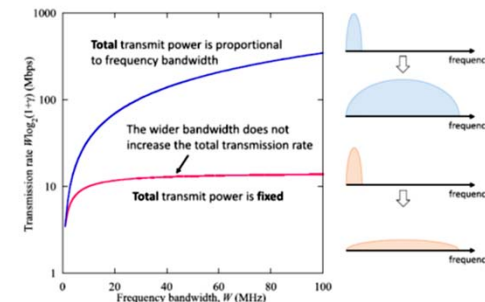 1000
100
10
1
Transmission rate Wlog2(1+γ) (Mbps)
Total transmit power is proportional
to frequency bandwidth
The wider bandwidth does not
increase the total transmission rate
Total transmit power is fixed
0
20
40
60
80
100
Frequency bandwidth, W (MHz)
frequenc
frequenc
frequenc
frequenc